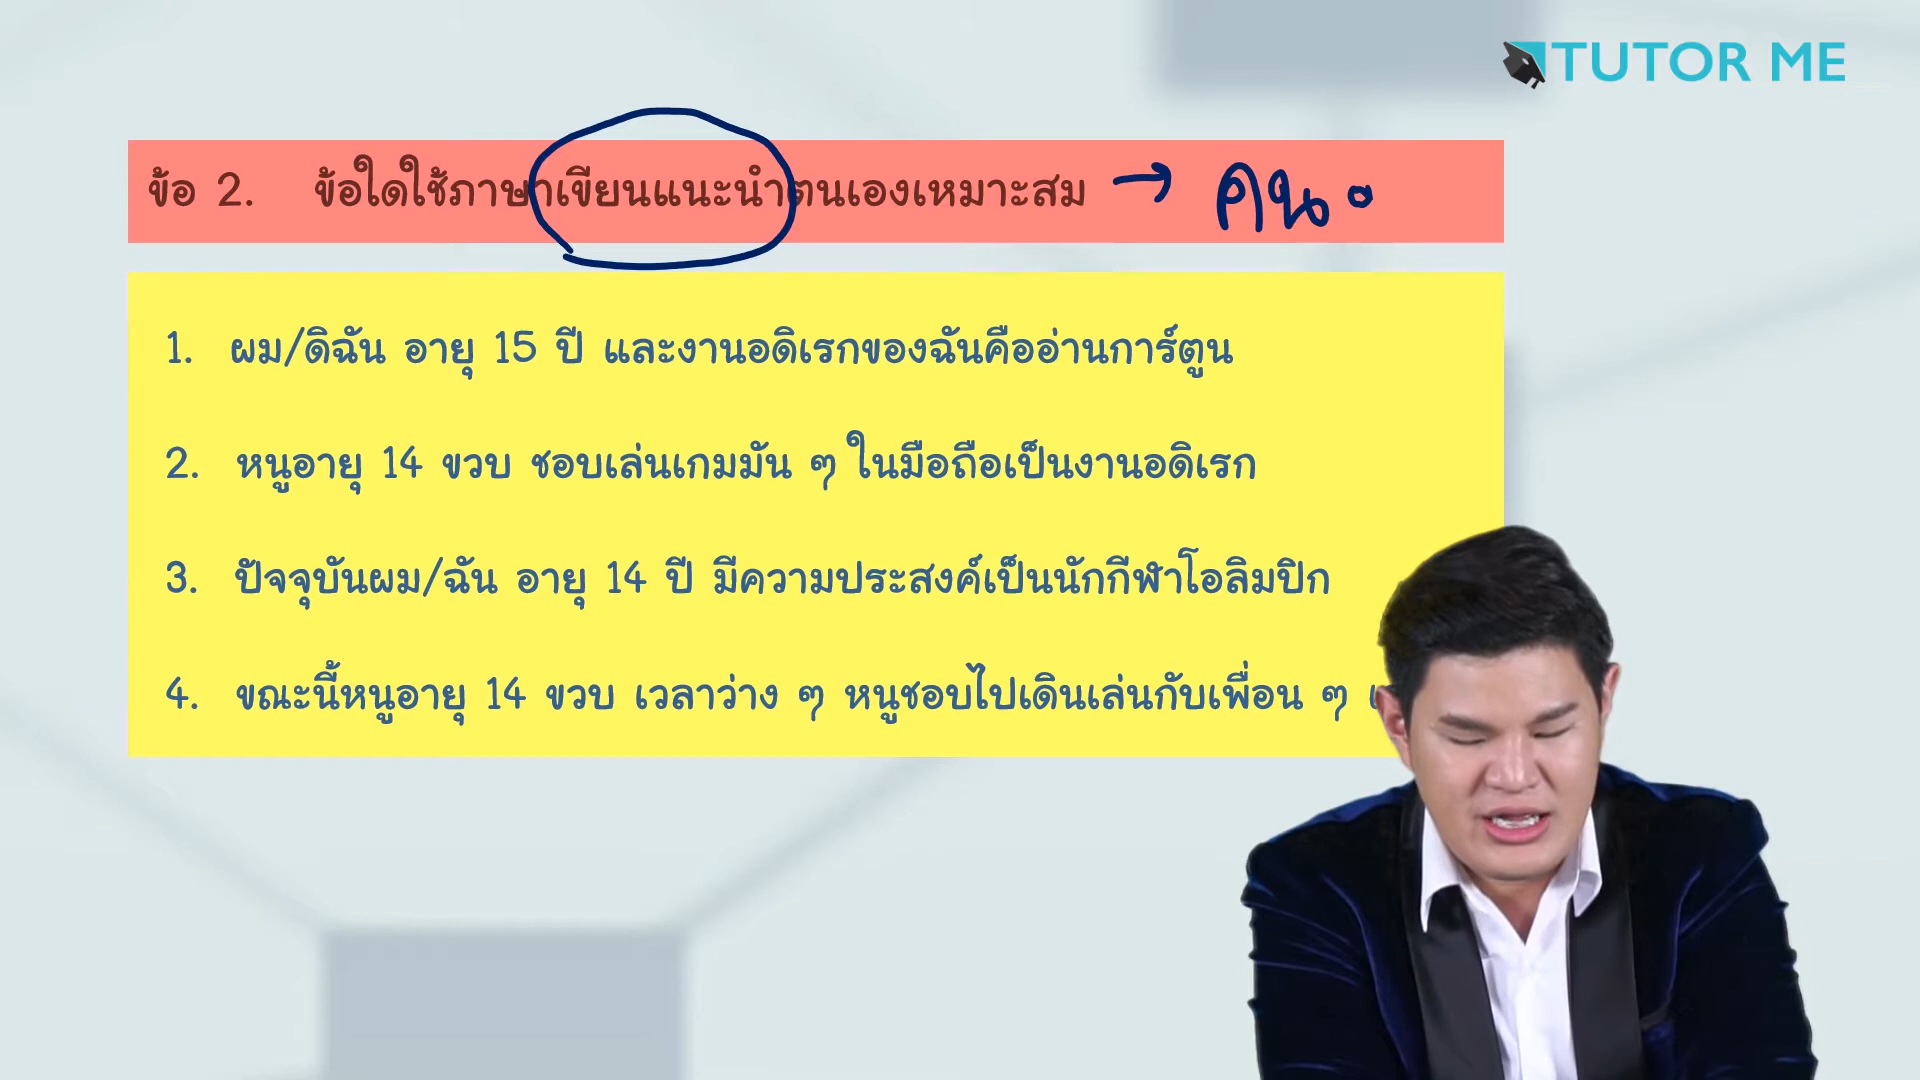 TUTOR ME
ข้อ 2. ข้อใดใช้ภาษาเขียนแนะนำตนเองเหมาะสม → คน
1. ผม/ดิฉัน อายุ 15 ปี และงานอดิเรกของฉันคืออ่านการ์ตูน
2. หนูอายุ 14 ขวบ ชอบเล่นเกมมัน ๆ ในมือถือเป็นงานอดิเรก
3. ปัจจุบันผม/ฉัน อายุ 14 ปี มีความประสงค์เป็นนักกีฬาโอลิมปิก
4. ขณะนี้หนูอายุ 14 ขวบ เวลาว่าง ๆ หนูชอบไปเดินเล่นกับเพื่อน ๆ